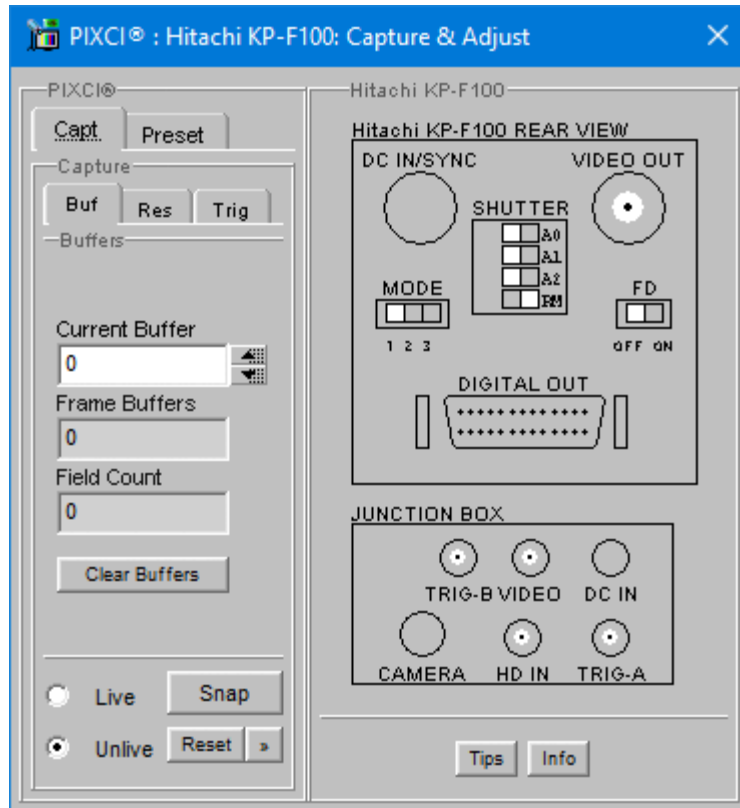 PIXCI® : Hitachi KP-F100: Capture & Adjust
PIXCI®
Capt
Preset
Capture
Buf
Res
Trig
Buffers
Current Buffer
0
Frame Buffers
0
Field Count
0
Clear Buffers
Live
Snap
Unlive
Reset
»
Hitachi KP-F100
Hitachi KP-F100 REAR VIEW
DC IN/SYNC
VIDEO OUT
SHUTTER
A0
A1
A2
RM
MODE
1 2 3
FD
OFF ON
DIGITAL OUT
JUNCTION BOX
TRIG-B
VIDEO
DC IN
CAMERA
HD IN
TRIG-A
Tips
Info